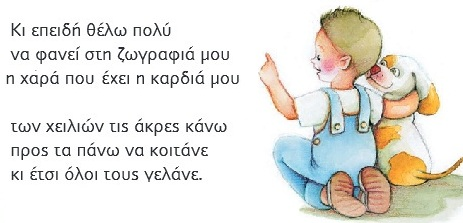 Κι επειδή θέλω πολύ
να φανεί στη ζωγραφιά μου
η χαρά που έχει η καρδιά μου
των χειλιών τις άκρες κάνω
προς τα πάνω να κοιτάνε
κι έτσι όλοι τους γελάνε.